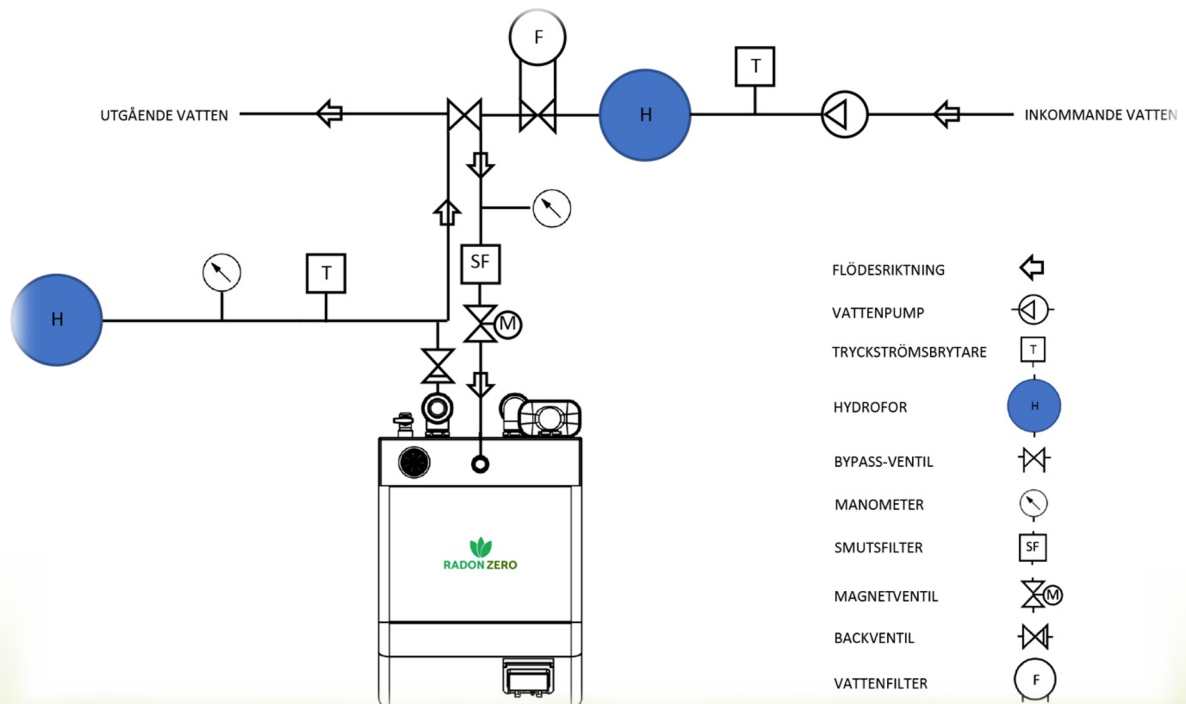 F
T
UTGÅENDE VATTEN
H
INKOMMANDE VATTEN
SF
T
H
M
RADON ZERO
FLÖDESRIKTNING
VATTENPUMP
TRYCKSTRÖMSBRYTARE
T
HYDROFOR
H
BYPASS-VENTIL
MANOMETER
SMUTSFILTER
SF
MAGNETVENTIL
M
BACKVENTIL
VATTENFILTER
F